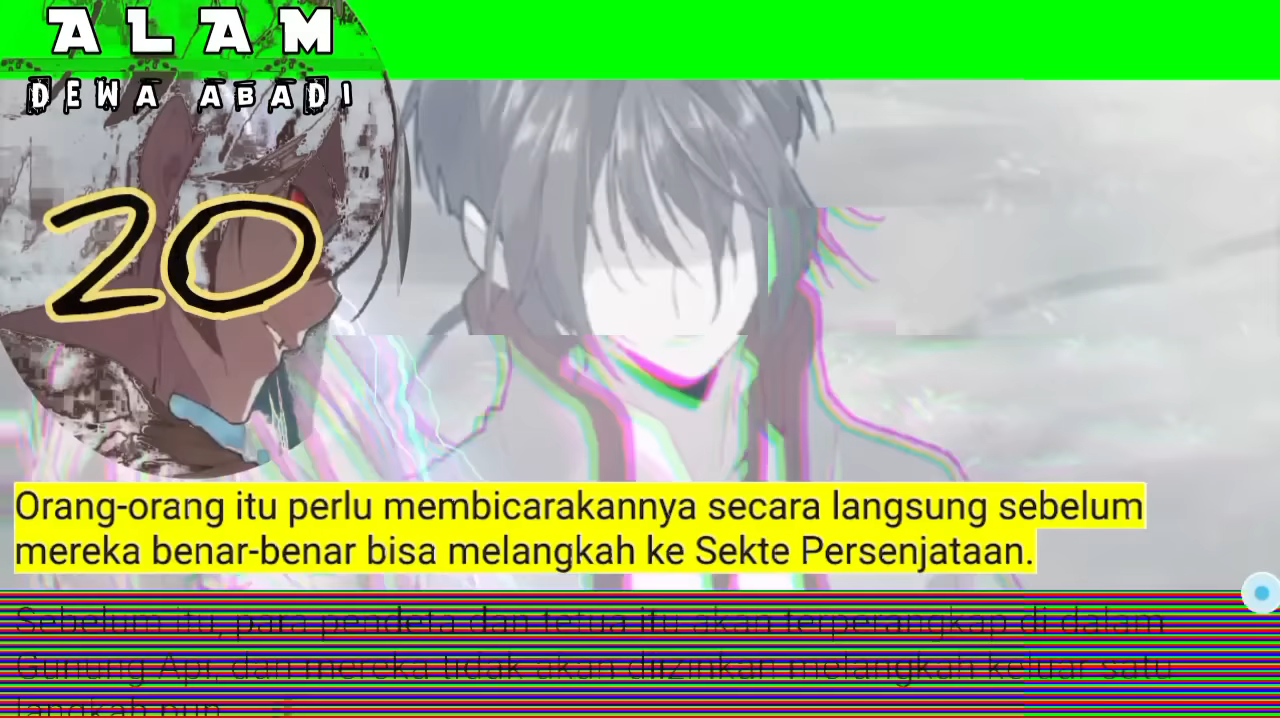 ALAM
DEWA ABADI
20
Orang-orang itu perlu membicarakannya secara langsung sebelum
mereka benar-benar bisa melangkah ke Sekte Persenjataan.
Sebelum itu, para pendeta dan tetua itu akan terperangkap di dalam
Gunung Api, dan mereka tidak akan diizinkan melangkah keluar satu
langkah pun.